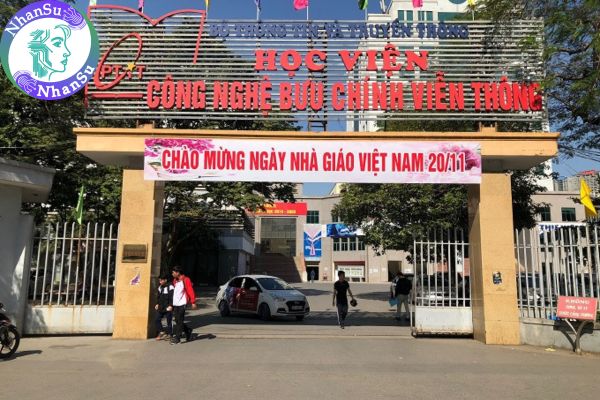 NhanSu
NhanSu
BỘ THÔNG TIN VÀ TRUYỀN THÔNG
HỌC VIỆN
PTIT
CÔNG NGHỆ BƯU CHÍNH VIỄN THÔNG
CHÀO MỪNG NGÀY NHÀ GIÁO VIỆT NAM 20/11